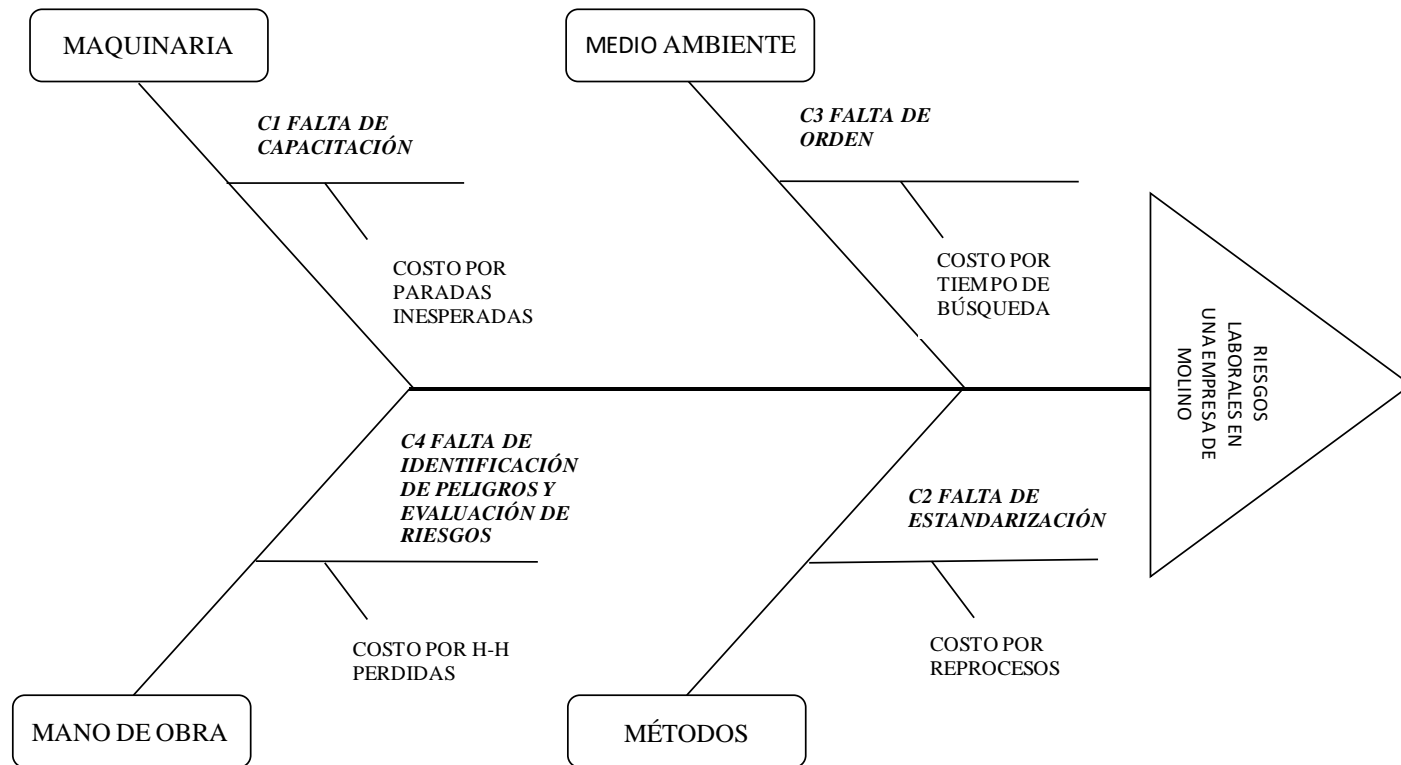 MAQUINARIA
MEDIO AMBIENTE
C1 FALTA DE
CAPACITACIÓN
C3 FALTA DE
ORDEN
COSTO POR
PARADAS
INESPERADAS
COSTO POR
TIEMPO DE
BÚSQUEDA
RIESGOS
LABORALES EN
UNA EMPRESA DE
MOLINO
C4 FALTA DE
IDENTIFICACIÓN
DE PELIGROS Y
EVALUACIÓN DE
RIESGOS
C2 FALTA DE
ESTANDARIZACIÓN
COSTO POR H-H
PERDIDAS
COSTO POR
REPROCESOS
MANO DE OBRA
MÉTODOS